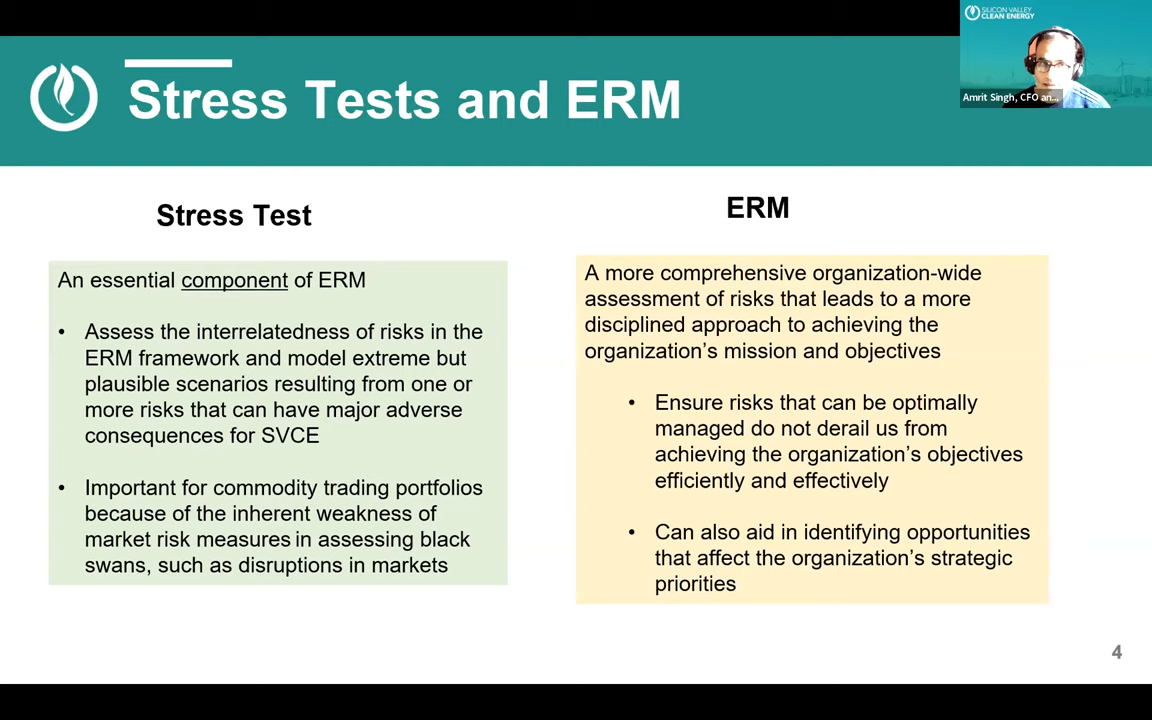 SILICON VALLEY
CLEAN ENERGY
Amrit Singh, CFO an...
Stress Tests and ERM
Stress Test
An essential component of ERM
• Assess the interrelatedness of risks in the
ERM framework and model extreme but
plausible scenarios resulting from one or
more risks that can have major adverse
consequences for SVCE
• Important for commodity trading portfolios
because of the inherent weakness of
market risk measures in assessing black
swans, such as disruptions in markets
ERM
A more comprehensive organization-wide
assessment of risks that leads to a more
disciplined approach to achieving the
organization's mission and objectives
• Ensure risks that can be optimally
managed do not derail us from
achieving the organization's objectives
efficiently and effectively
• Can also aid in identifying opportunities
that affect the organization's strategic
priorities
4